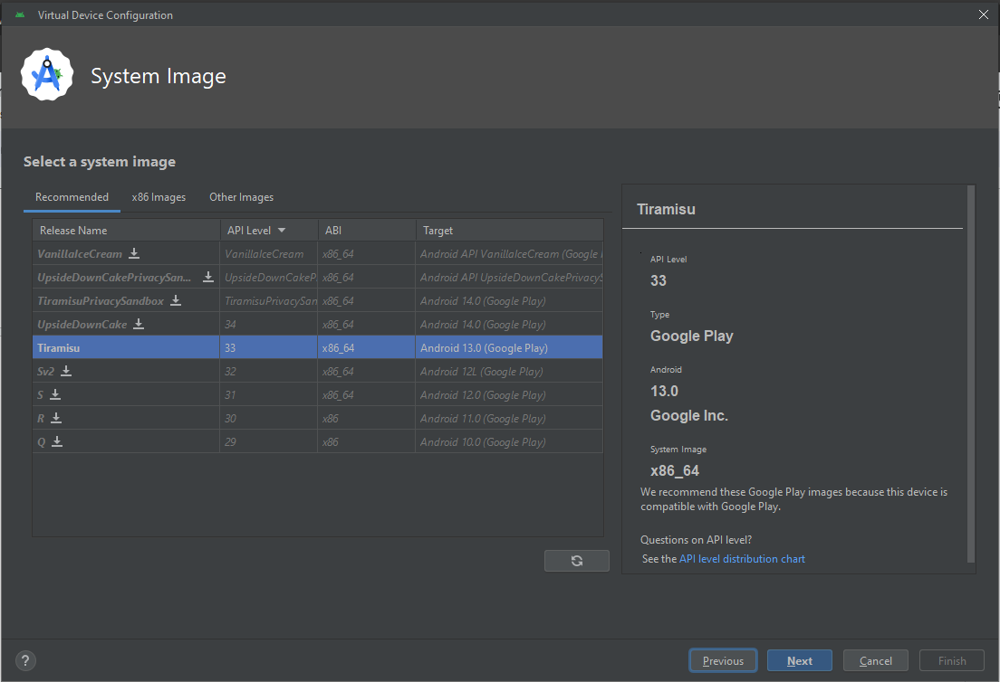 Virtual Device Configuration
System Image
Select a system image
Recommended x86 Images Other Images
Release Name API Level ABI Target
VanillaIceCream VanillaIceCream x86_64 Android API VanillaIceCream (Google
UpsideDownCakePrivacySan... UpsideDownCakeP x86_64 Android API UpsideDownCakePrivacyS
TiramisuPrivacySandbox TiramisuPrivacySan x86_64 Android 14.0 (Google Play)
UpsideDownCake 34 x86_64 Android 14.0 (Google Play)
Tiramisu 33 x86_64 Android 13.0 (Google Play)
Sv2 32 x86_64 Android 12L (Google Play)
S 31 x86_64 Android 12.0 (Google Play)
R 30 x86 Android 11.0 (Google Play)
Q 29 x86 Android 10.0 (Google Play)
Tiramisu
API Level
33
Type
Google Play
Android
13.0
Google Inc.
System Image
x86_64
We recommend these Google Play images because this device is
compatible with Google Play.
Questions on API level?
See the API level distribution chart
? Previous Next Cancel Finish